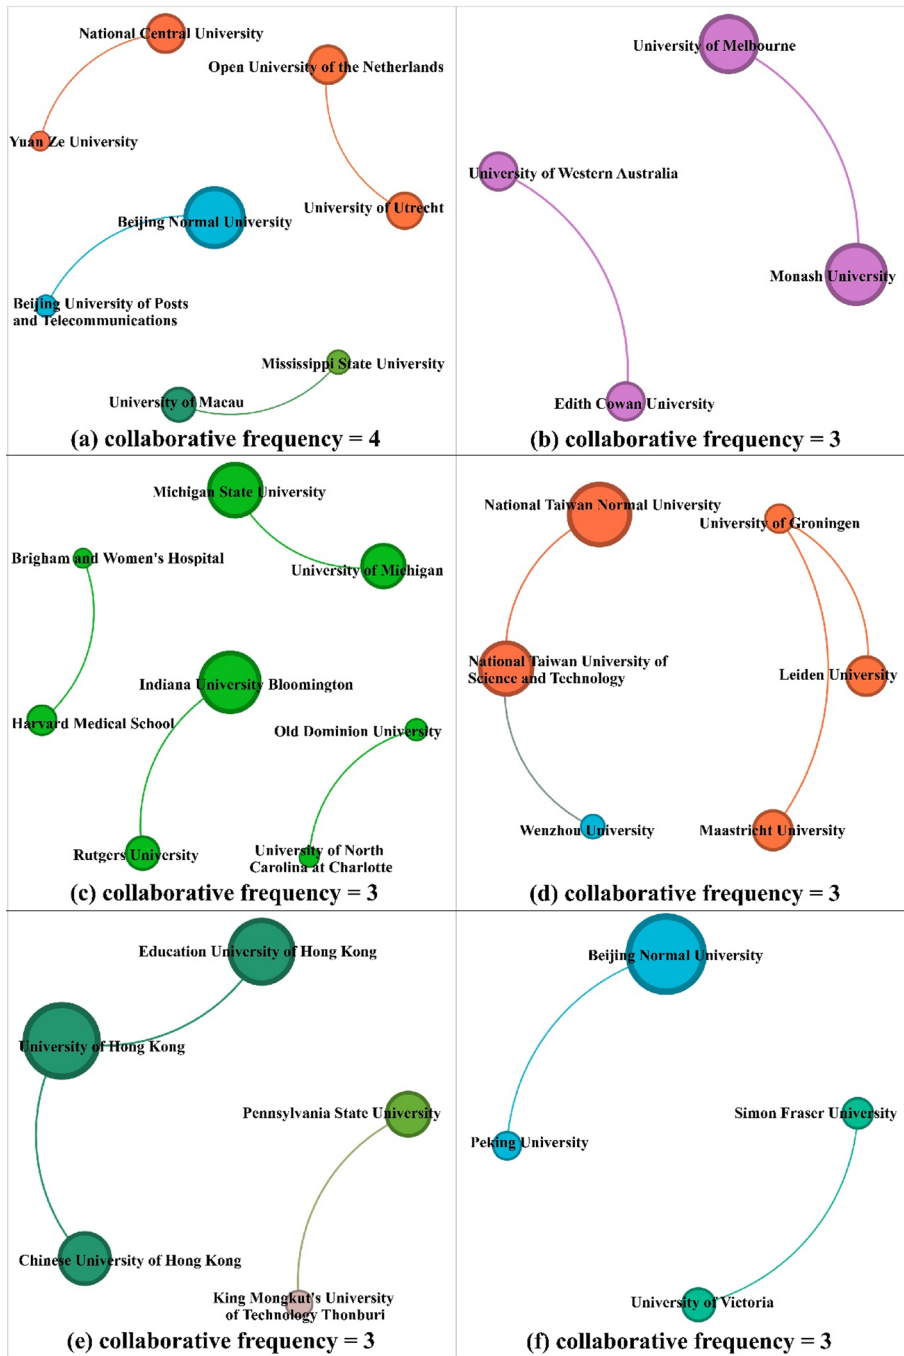 National Central University
Open University of the Netherlands
Yuan Ze University
University of Utrecht
Beijing Normal University
Beijing University of Posts
and Telecommunications
Mississippi State University
University of Macau
(a) collaborative frequency = 4
University of Melbourne
University of Western Australia
Monash University
Edith Cowan University
(b) collaborative frequency = 3
Michigan State University
Brigham and Women's Hospital
University of Michigan
Indiana University Bloomington
Harvard Medical School
Old Dominion University
Rutgers University
University of North
Carolina at Charlotte
(c) collaborative frequency = 3
National Taiwan Normal University
University of Groningen
National Taiwan University of
Science and Technology
Leiden University
Wenzhou University
Maastricht University
(d) collaborative frequency = 3
Education University of Hong Kong
University of Hong Kong
Pennsylvania State University
Chinese University of Hong Kong
King Mongkut's University
of Technology Thonburi
(e) collaborative frequency = 3
Beijing Normal University
Simon Fraser University
Peking University
University of Victoria
(f) collaborative frequency = 3